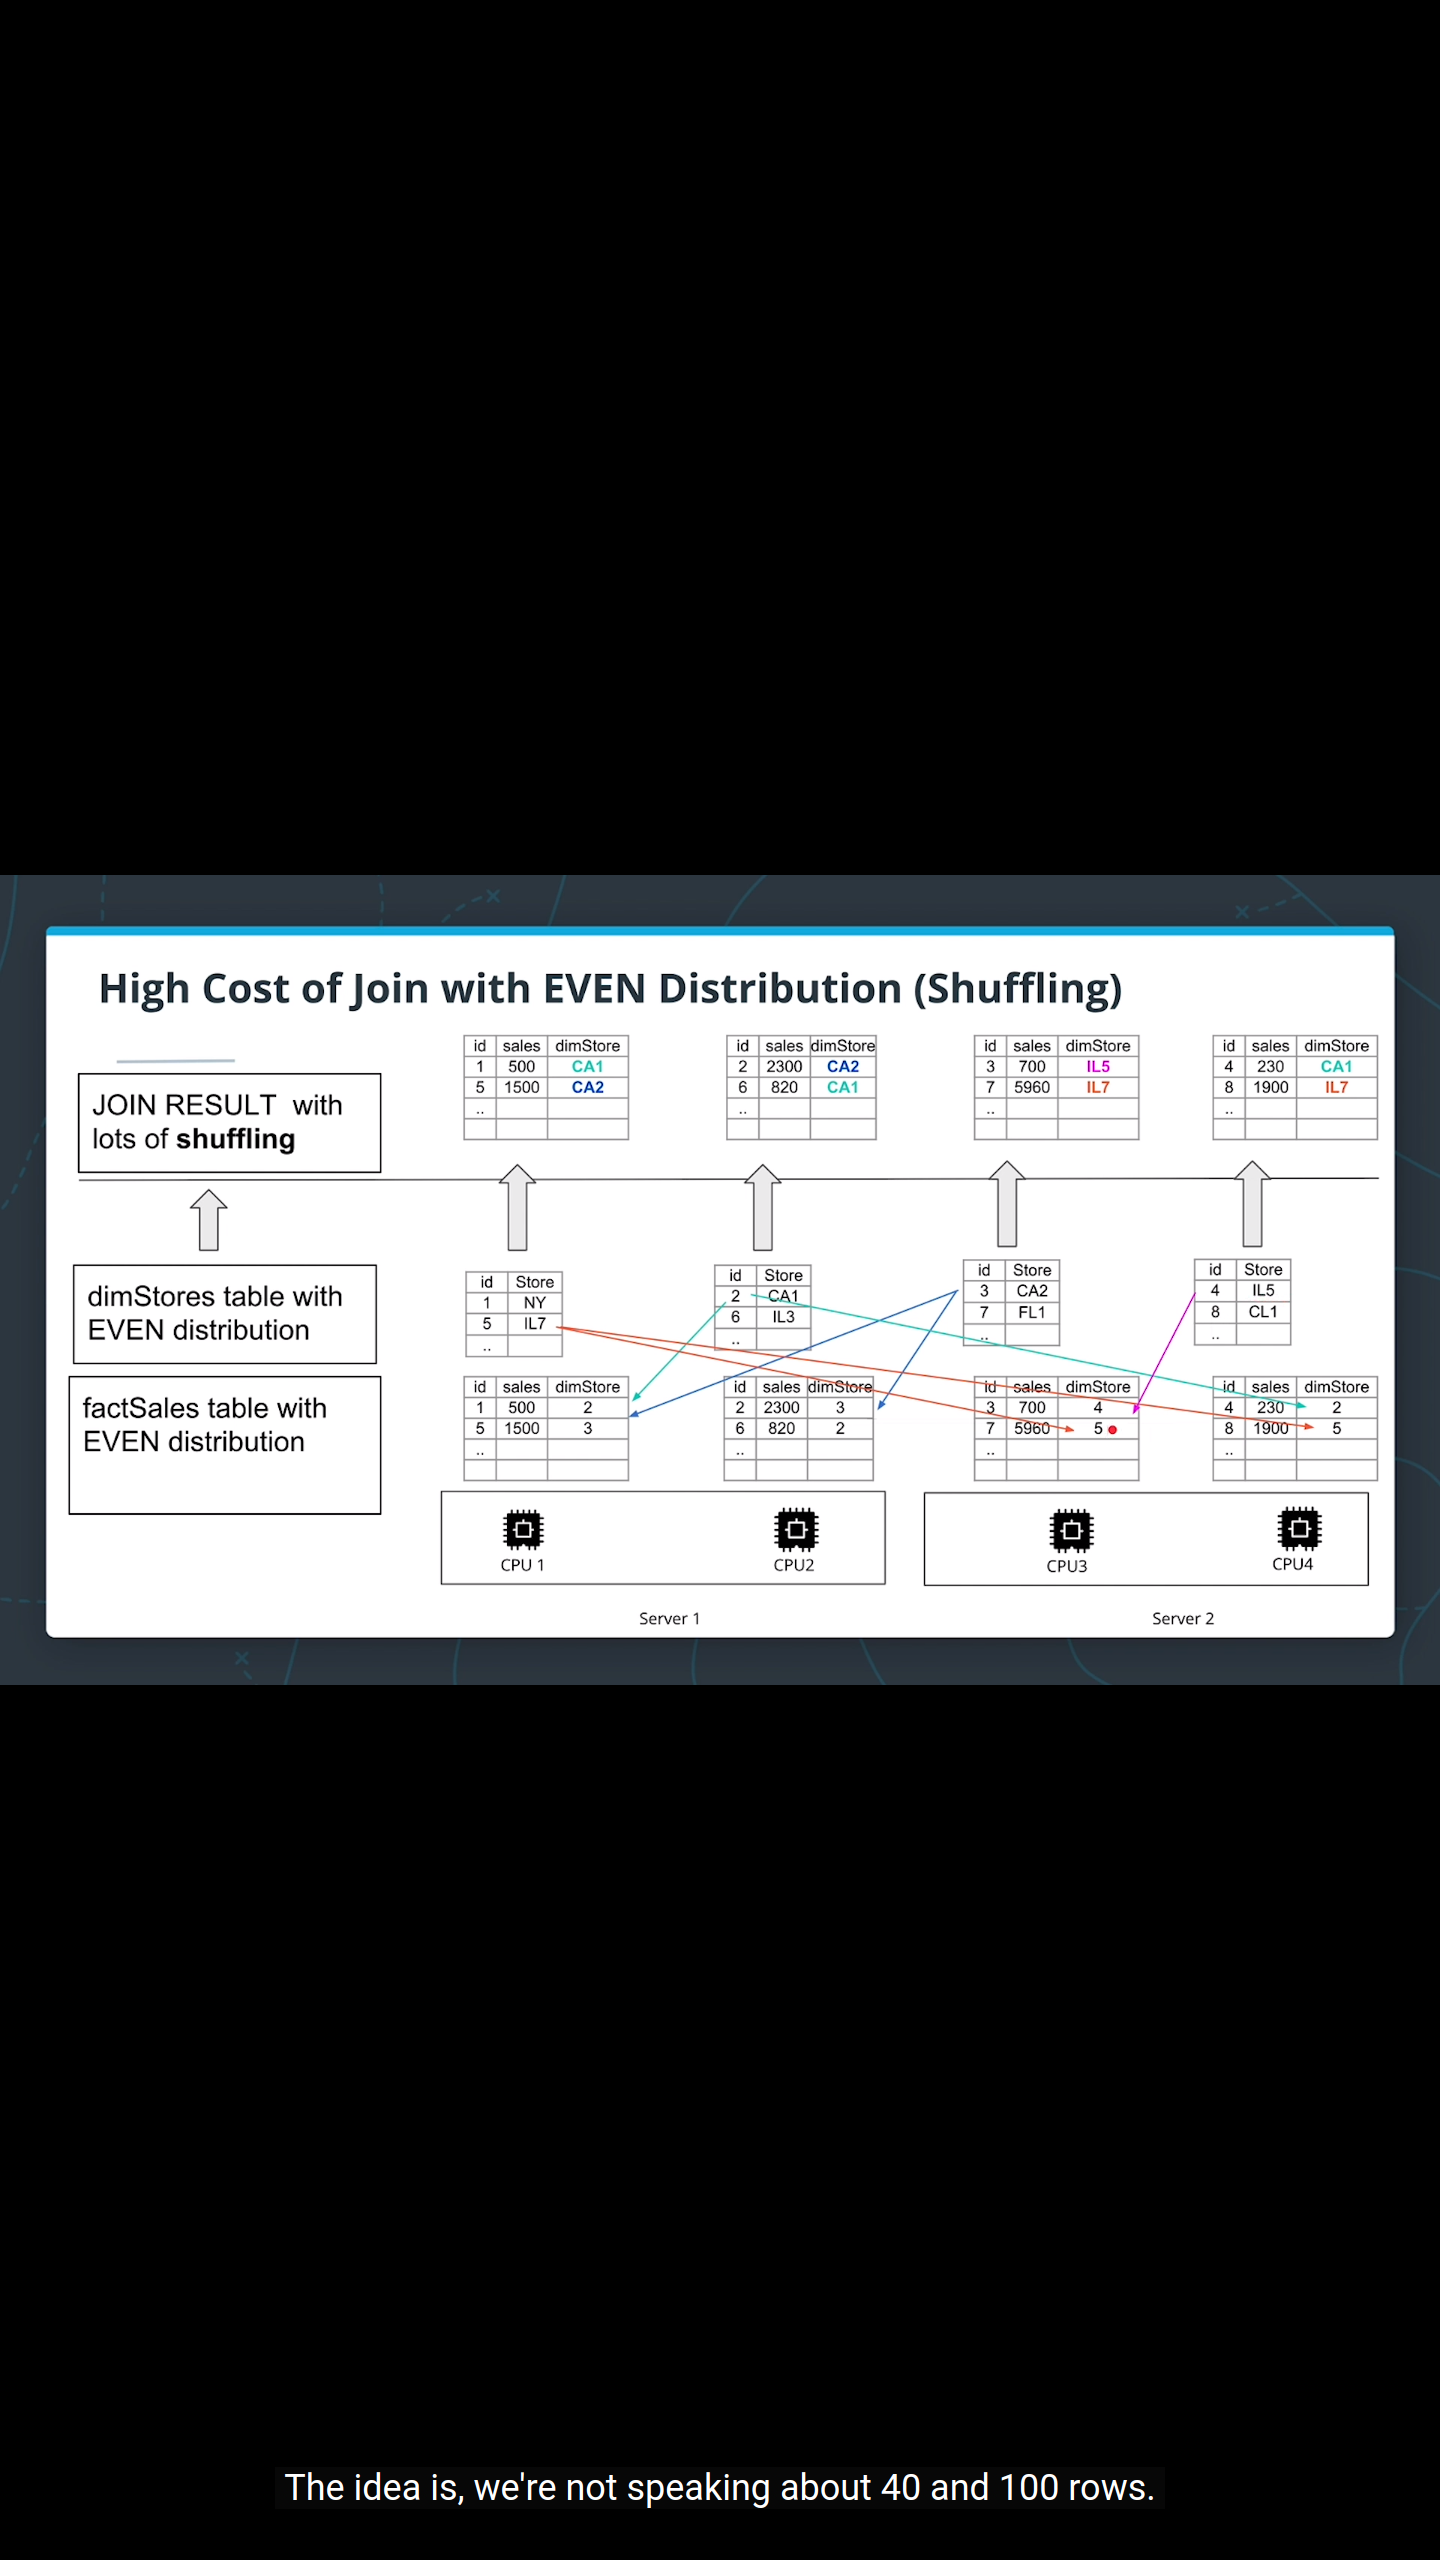 High Cost of Join with EVEN Distribution (Shuffling)
JOIN RESULT with
lots of shuffling
id sales dimStore
1 500 CA1
5 1500 CA2
..
id sales dimStore
2 2300 CA2
6 820 CA1
..
id sales dimStore
3 700 IL5
7 5960 IL7
..
id sales dimStore
4 230 CA1
8 1900 IL7
..
dimStores table with
EVEN distribution
id Store
1 NY
5 IL7
..
id Store
2 CA1
6 IL3
..
id Store
3 CA2
7 FL1
..
id Store
4 IL5
8 CL1
..
factSales table with
EVEN distribution
id sales dimStore
1 500 2
5 1500 3
..
id sales dimStore
2 2300 3
6 820 2
..
id sales dimStore
3 700 4
7 5960 5
..
id sales dimStore
4 230 2
8 1900 5
..
CPU 1
CPU2
CPU3
CPU4
Server 1
Server 2
The idea is, we're not speaking about 40 and 100 rows.